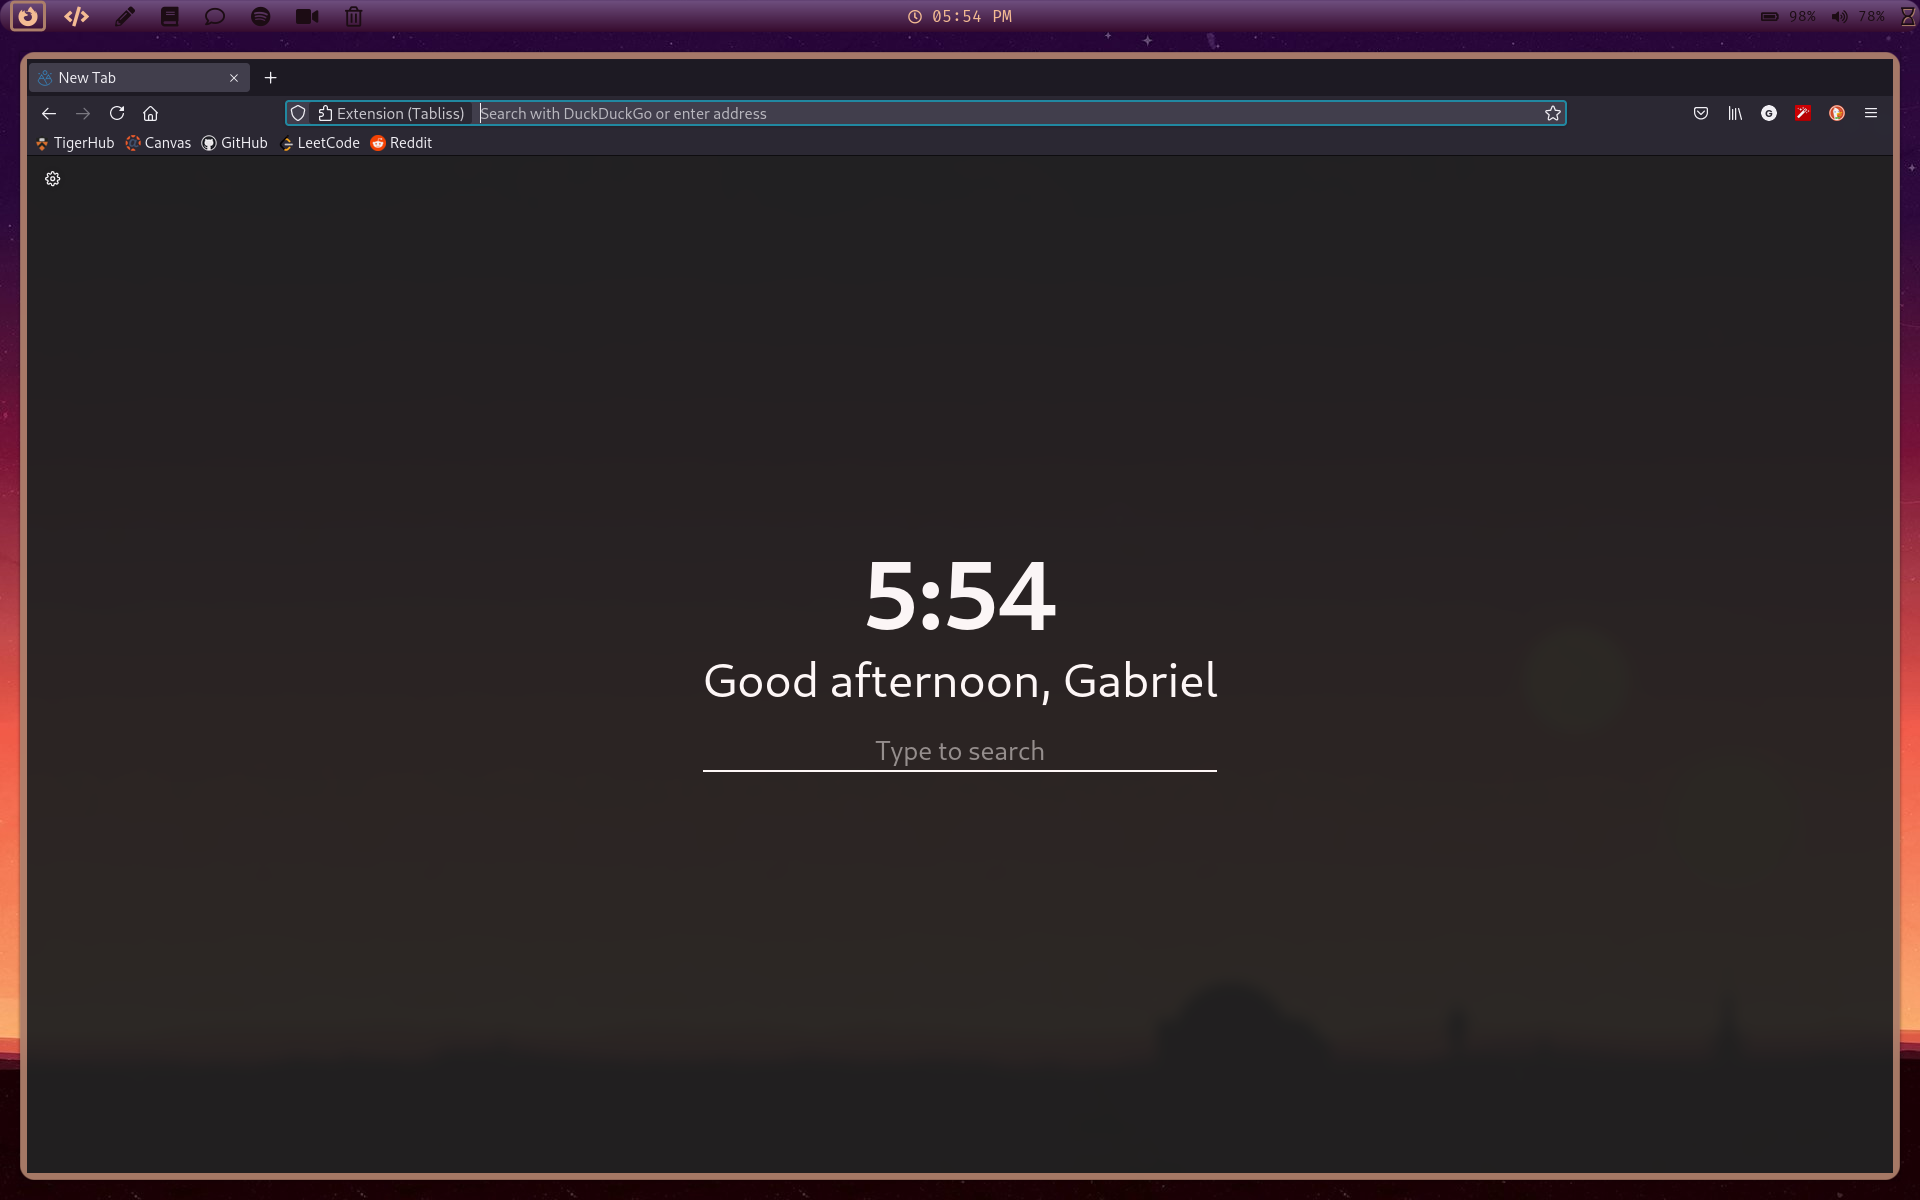 05:54 PM
98% 78%
New Tab
Extension (Tabliss) Search with DuckDuckGo or enter address
TigerHub Canvas GitHub LeetCode Reddit
5:54
Good afternoon, Gabriel
Type to search